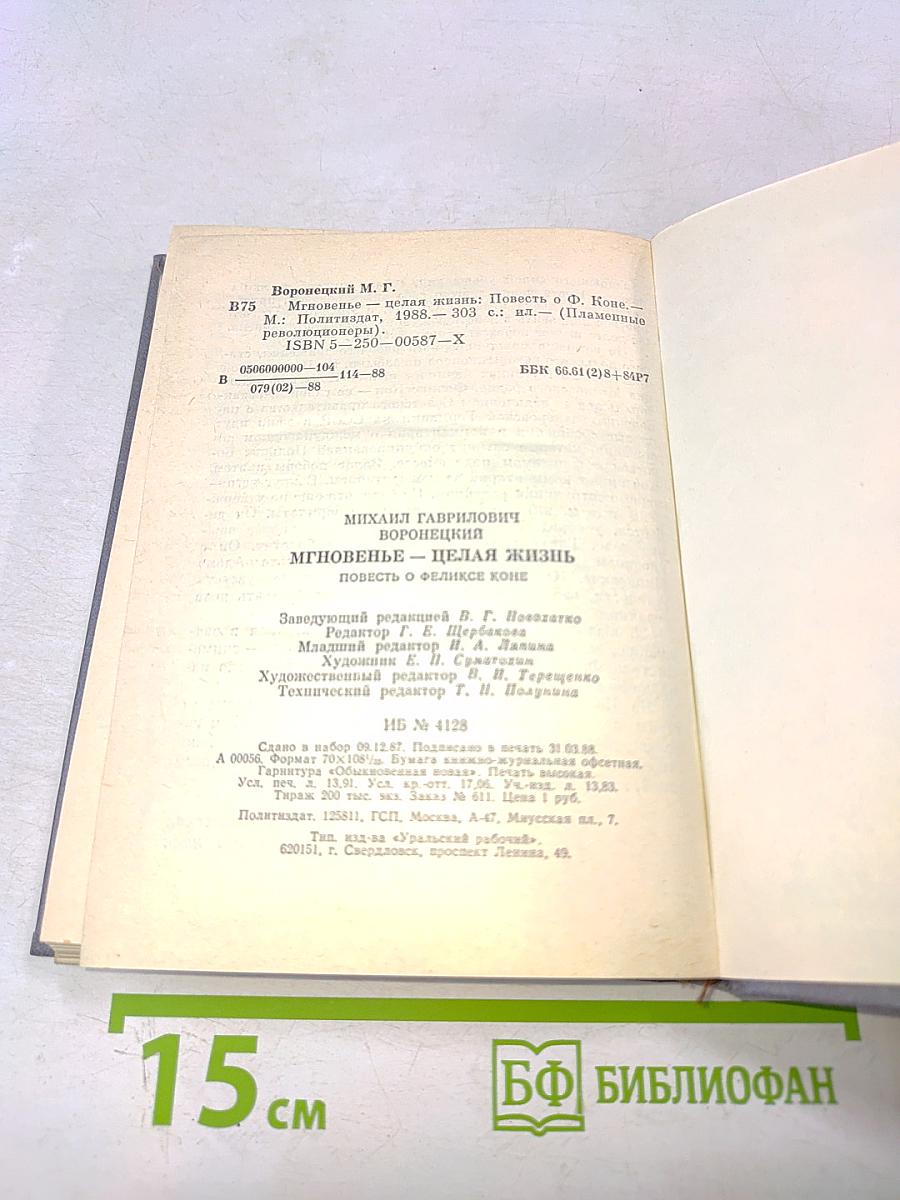 Воронецкий М. Г.
В75 Мгновенье — целая жизнь: Повесть о Ф. Коне.—
М.: Политиздат, 1988.— 303 с.: ил.— (Пламенные
революционеры).
ISBN 5—250—00587—X
В 0506000000—104
079(02)—88
114—88
ББК 66.61(2)8+84Р7
МИХАИЛ ГАВРИЛОВИЧ
ВОРОНЕЦКИЙ
МГНОВЕНЬЕ — ЦЕЛАЯ ЖИЗНЬ
ПОВЕСТЬ О ФЕЛИКСЕ КОНЕ
Заведующий редакцией В. Г. Новохатко
Редактор Г. Е. Щербакова
Младший редактор И. А. Ляпина
Художник Е. П. Суматохин
Художественный редактор В. И. Терещенко
Технический редактор Т. Н. Полунина
ИБ № 4128
Сдано в набор 09.12.87. Подписано в печать 31.03.88.
А 00056. Формат 70×108¹/₃₂. Бумага книжно-журнальная офсетная.
Гарнитура «Обыкновенная новая». Печать высокая.
Усл. печ. л. 13,91. Усл. кр.-отт. 17,06. Уч.-изд. л. 13,83.
Тираж 200 тыс. экз. Заказ № 611. Цена 1 руб.
Политиздат. 125811, ГСП, Москва, А-47, Миусская пл., 7.
Тип. изд-ва «Уральский рабочий».
620151, г. Свердловск, проспект Ленина, 49.
15 см
БФ БИБЛИОФАН